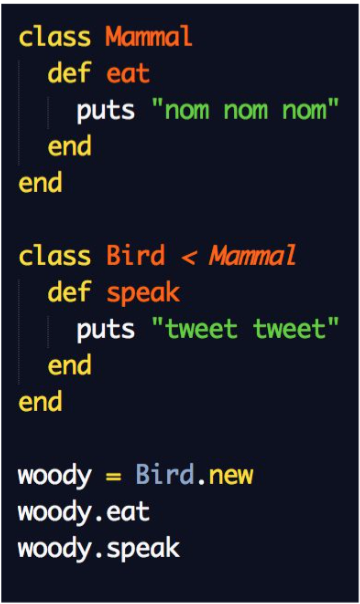 class Mammal
  def eat
    puts "nom nom nom"
  end
end

class Bird < Mammal
  def speak
    puts "tweet tweet"
  end
end

woody = Bird.new
woody.eat
woody.speak